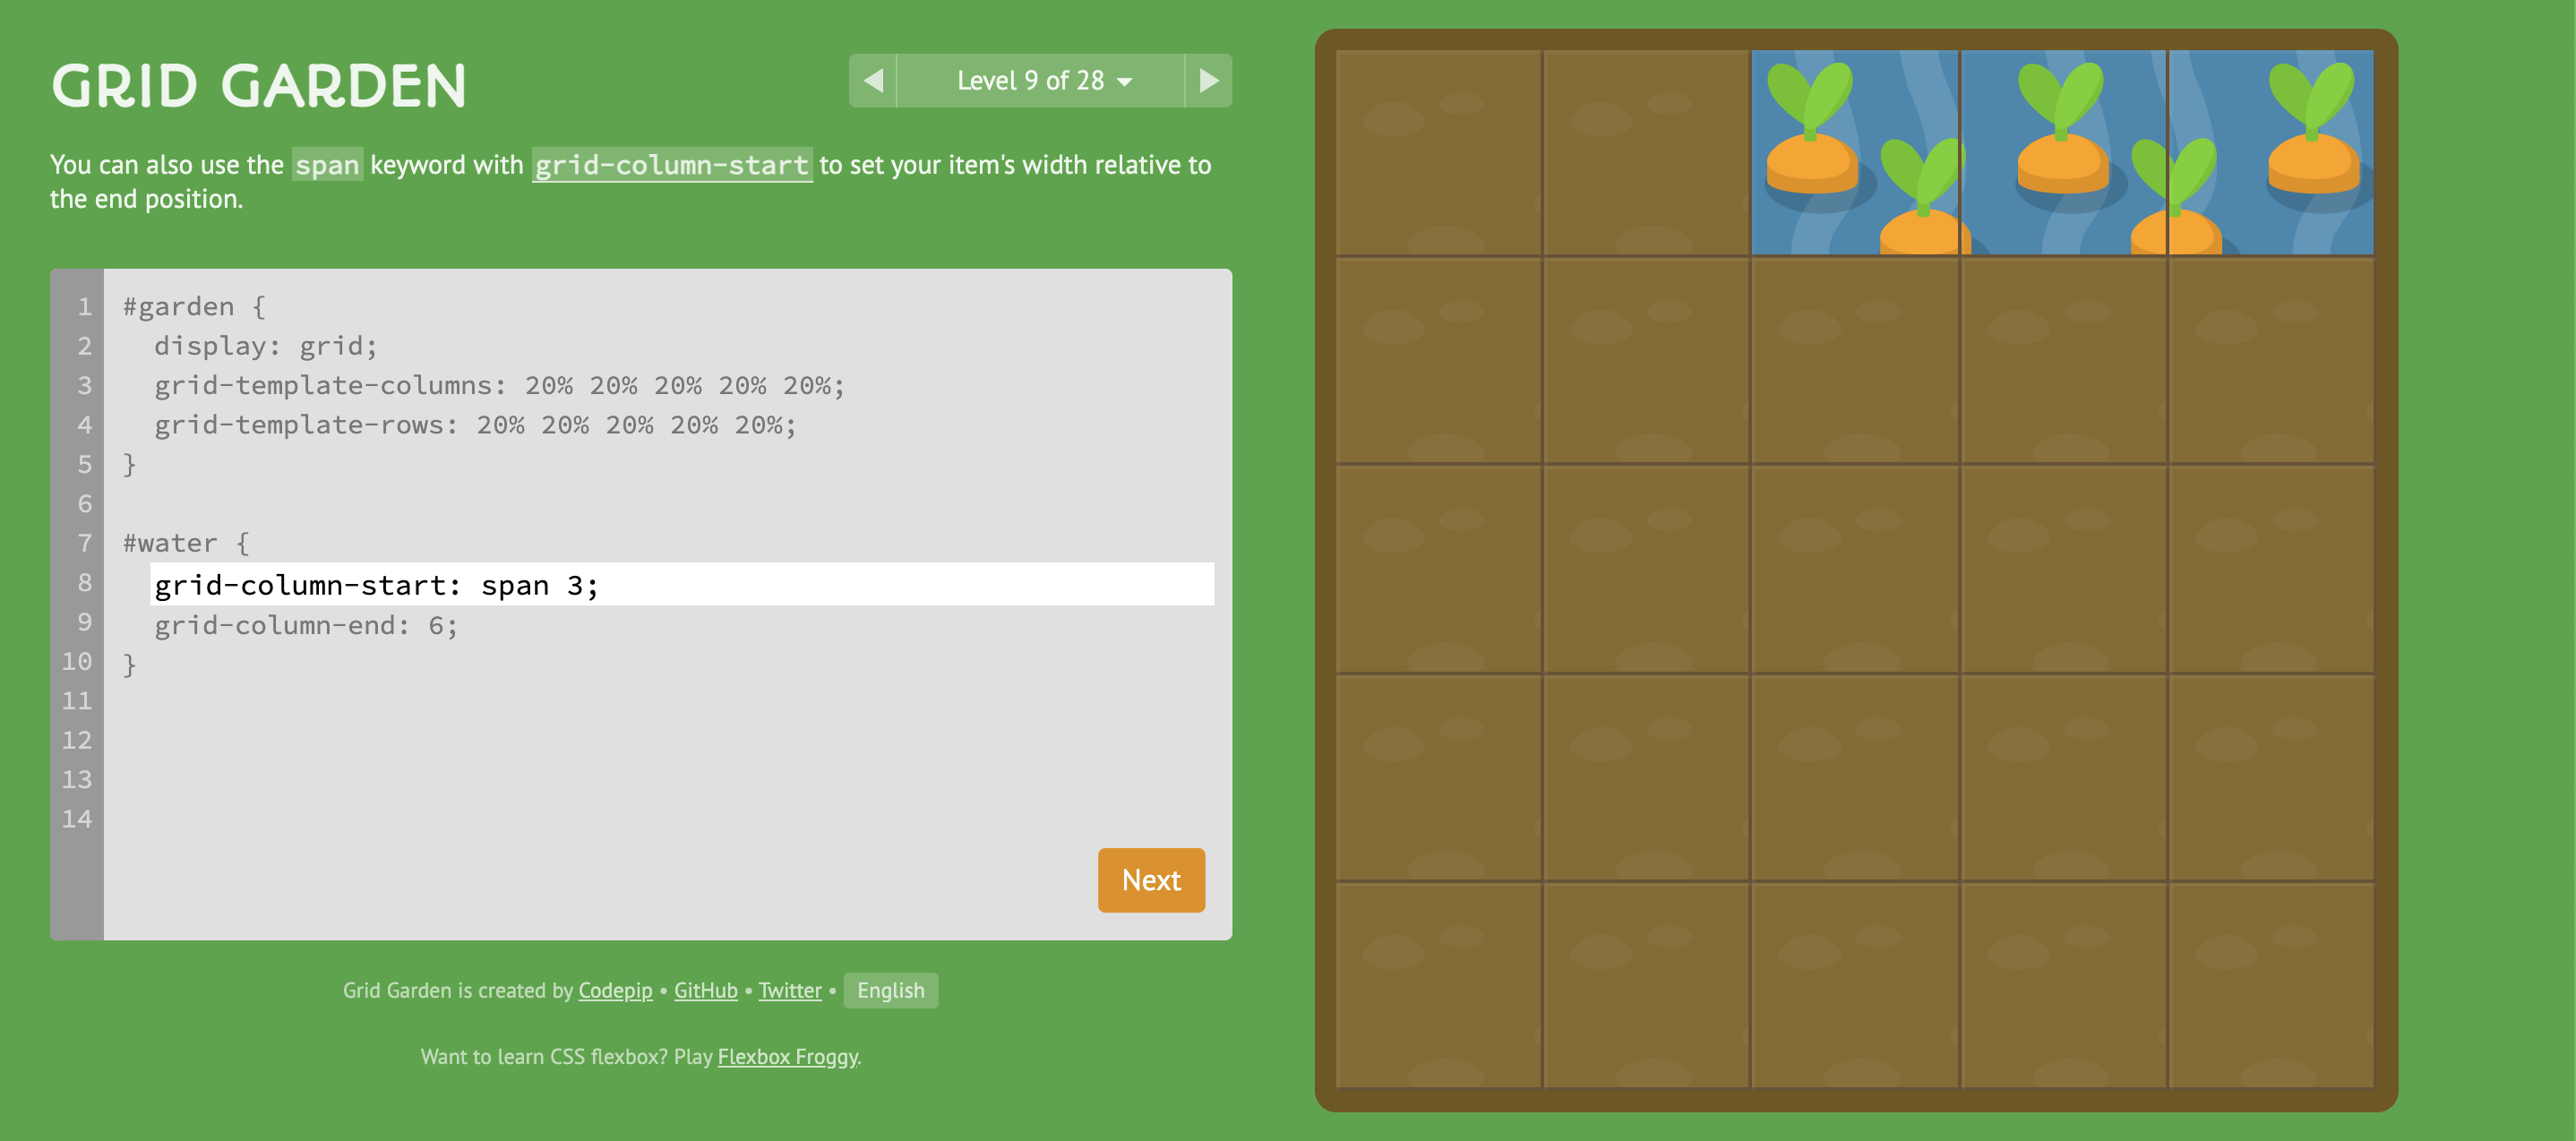 GRID GARDEN
Level 9 of 28
You can also use the span keyword with grid-column-start to set your item's width relative to
the end position.
1 #garden {
2 display: grid;
3 grid-template-columns: 20% 20% 20% 20% 20%;
4 grid-template-rows: 20% 20% 20% 20% 20%;
5 }
6
7 #water {
8 grid-column-start: span 3;
9 grid-column-end: 6;
10 }
11
12
13
14
Next
Grid Garden is created by Codepip • GitHub • Twitter • English
Want to learn CSS flexbox? Play Flexbox Froggy.